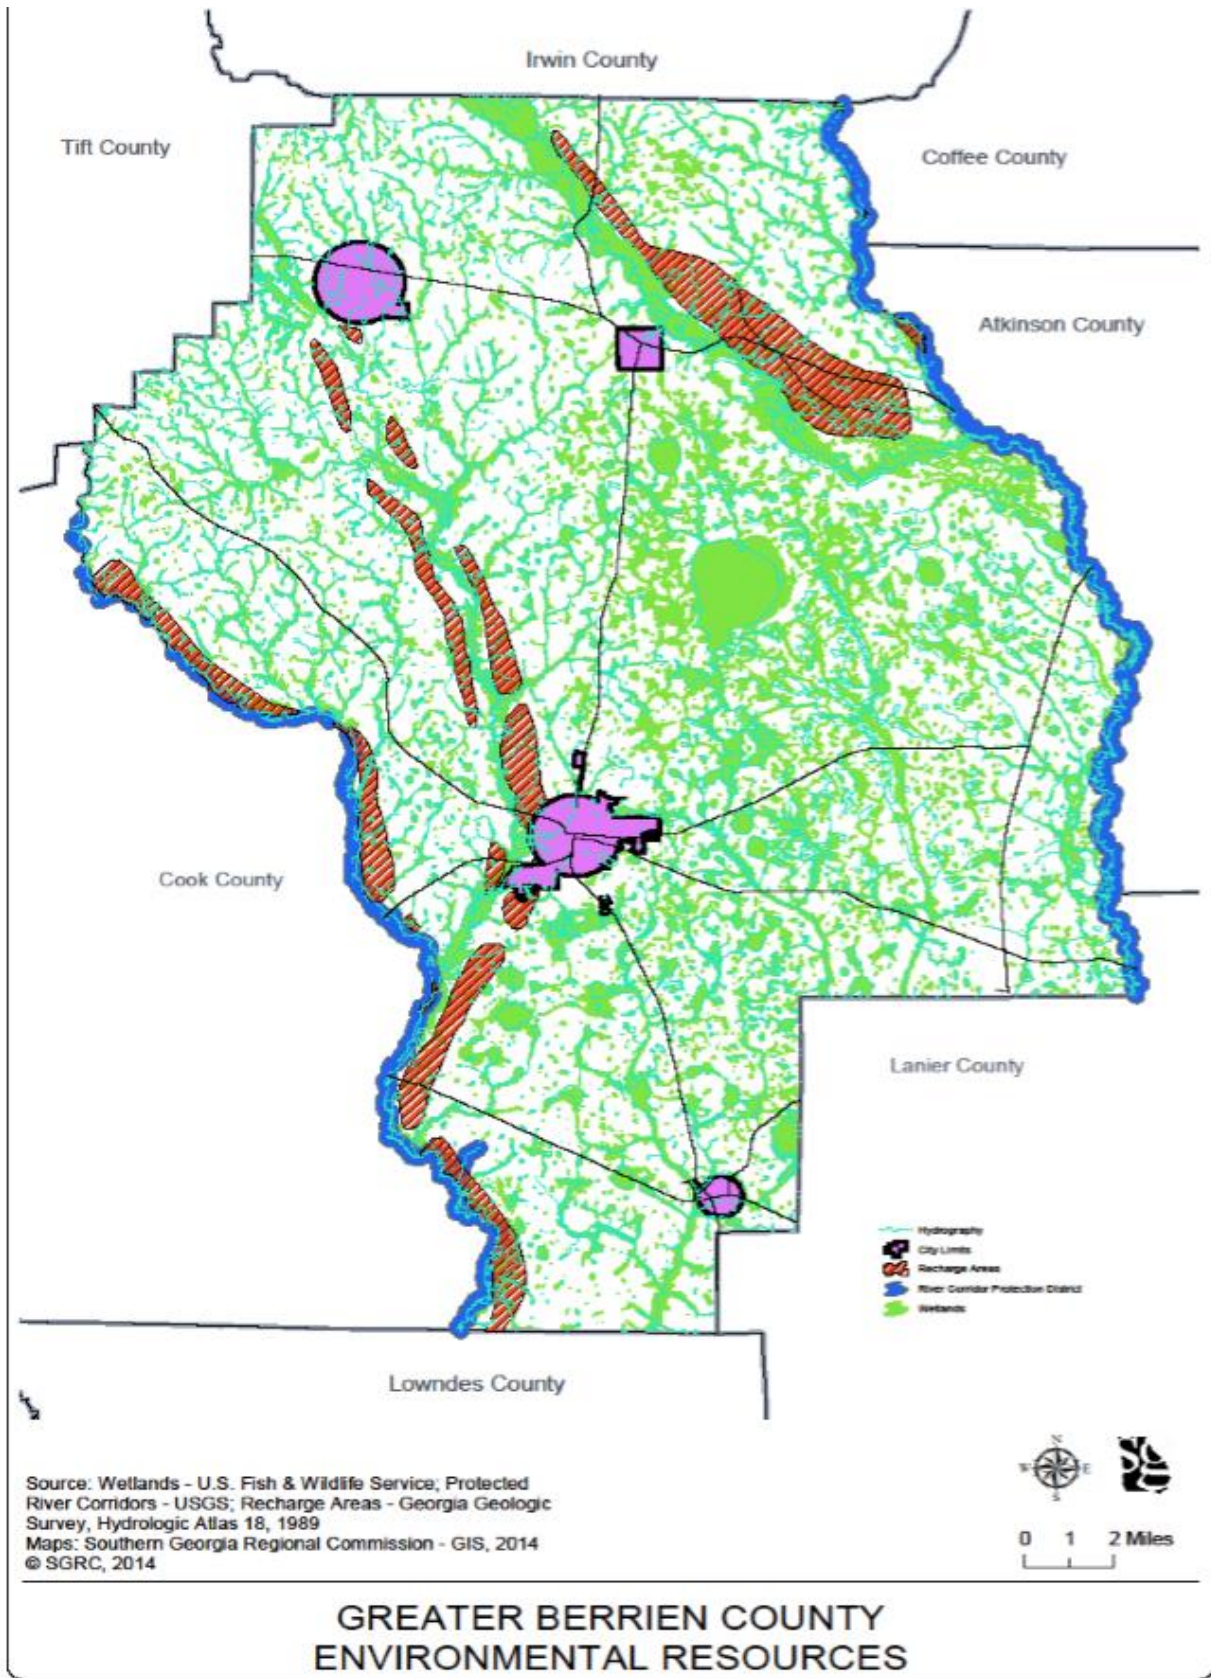 Irwin County
Tift County
Coffee County
Atkinson County
Cook County
Lanier County
Hydrography
City Limits
Recharge Areas
River Corridor Protection District
Wetlands
Lowndes County
N
W E
S
Source: Wetlands - U.S. Fish & Wildlife Service; Protected
River Corridors - USGS; Recharge Areas - Georgia Geologic
Survey, Hydrologic Atlas 18, 1989
Maps: Southern Georgia Regional Commission - GIS, 2014
© SGRC, 2014
0 1 2 Miles
GREATER BERRIEN COUNTY
ENVIRONMENTAL RESOURCES